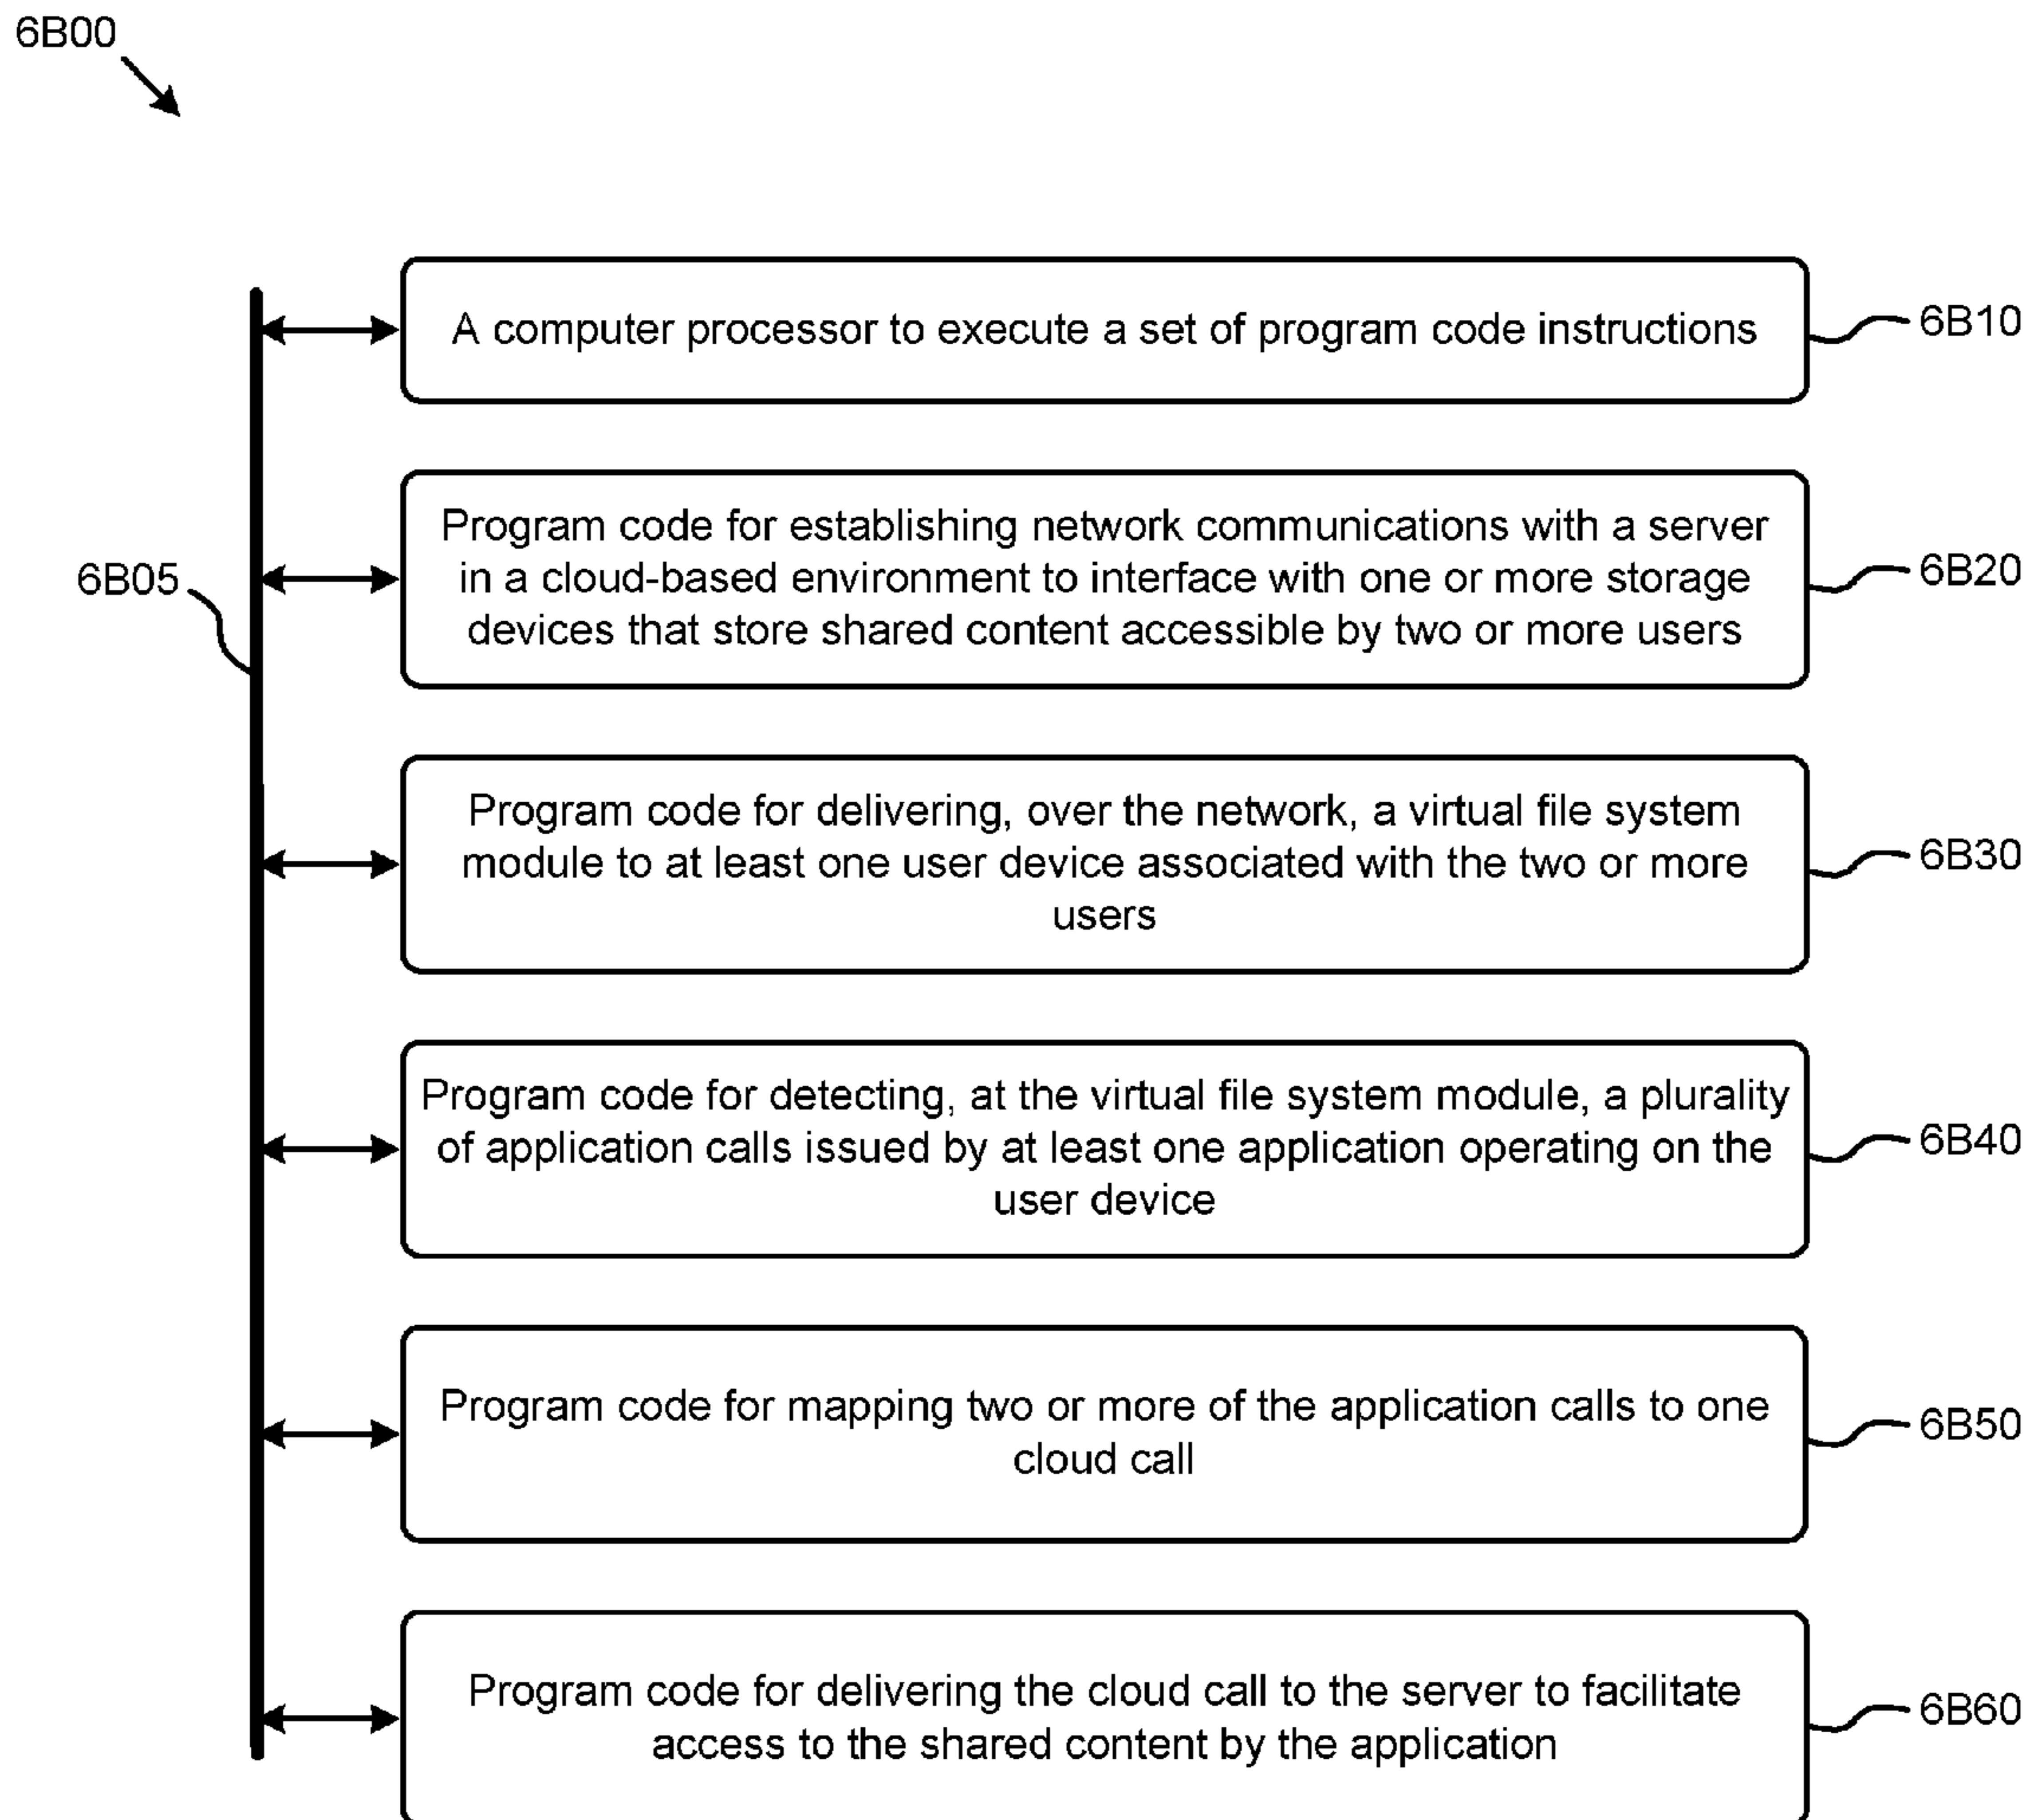 6B00
A computer processor to execute a set of program code instructions
6B10
Program code for establishing network communications with a server
in a cloud-based environment to interface with one or more storage
devices that store shared content accessible by two or more users
6B20
6B05
Program code for delivering, over the network, a virtual file system
module to at least one user device associated with the two or more
users
6B30
Program code for detecting, at the virtual file system module, a plurality
of application calls issued by at least one application operating on the
user device
6B40
Program code for mapping two or more of the application calls to one
cloud call
6B50
Program code for delivering the cloud call to the server to facilitate
access to the shared content by the application
6B60